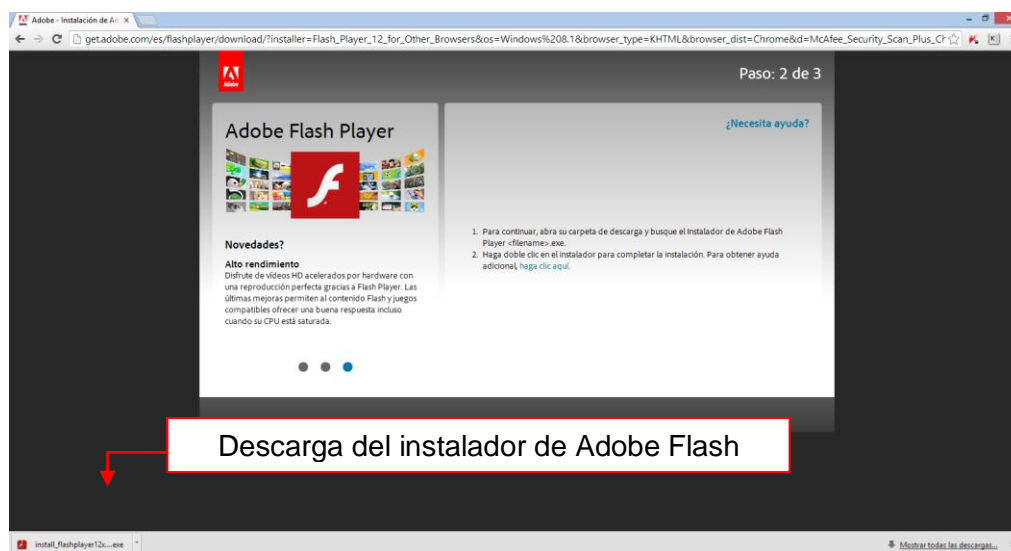 Adobe - Instalación de Ad
get.adobe.com/es/flashplayer/download/?installer=Flash_Player_12_for_Other_Browsers&os=Windows%208.1&browser_type=KHTML&browser_dist=Chrome&d=McAfee_Security_Scan_Plus_Ch
Adobe
Paso: 2 de 3
Adobe Flash Player
¿Necesita ayuda?
Novedades?
Alto rendimiento
Disfrute de vídeos HD acelerados por hardware con
una reproducción perfecta gracias a Flash Player. Las
últimas mejoras permiten al contenido Flash y juegos
compatibles ofrecer una buena respuesta incluso
cuando su CPU está saturada.
1. Para continuar, abra su carpeta de descarga y busque el Instalador de Adobe Flash
Player <filename>.exe.
2. Haga doble clic en el instalador para completar la instalación. Para obtener ayuda
adicional, haga clic aquí.
Descarga del instalador de Adobe Flash
install_flashplayer12x....exe
Mostrar todas las descargas...